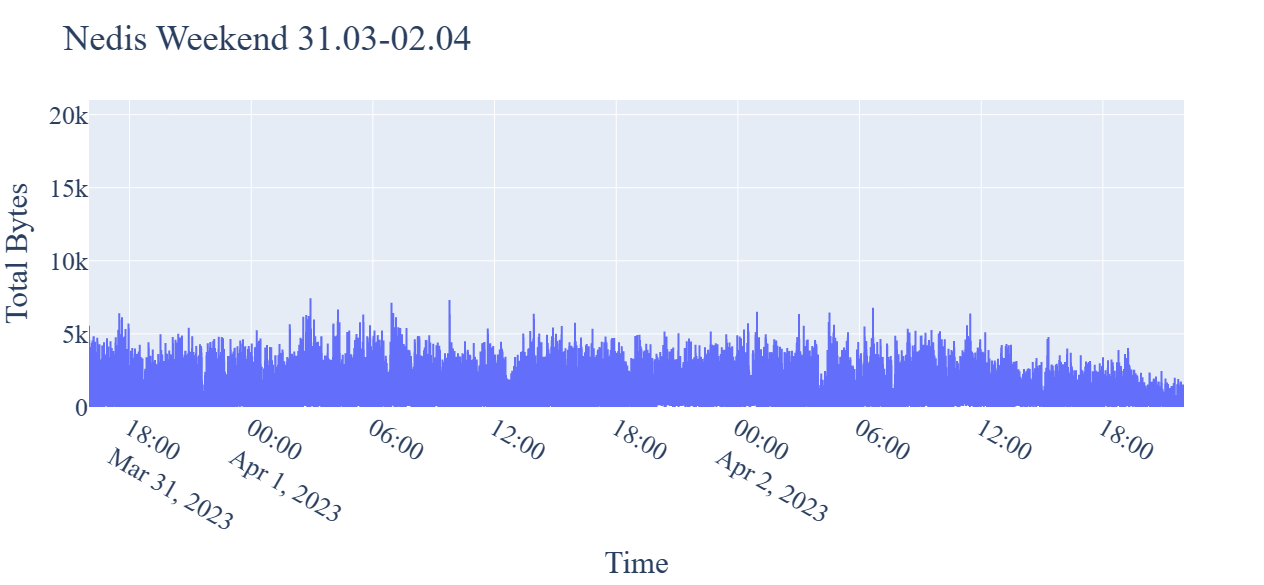 Nedis Weekend 31.03-02.04
Total Bytes
20k
15k
10k
5k
0
18:00
Mar 31, 2023
00:00
Apr 1, 2023
06:00
12:00
18:00
00:00
Apr 2, 2023
06:00
12:00
18:00
Time